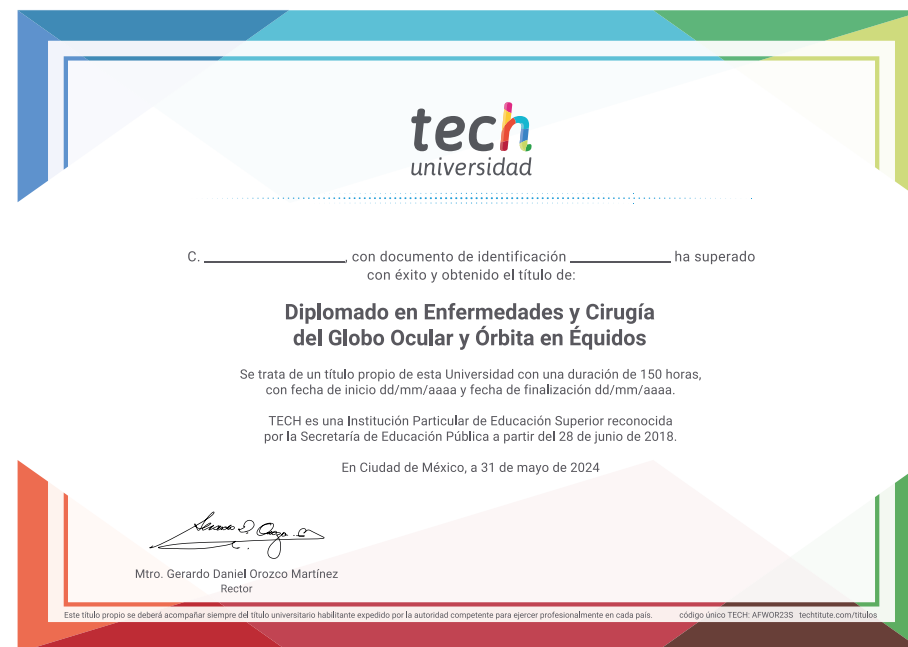 tech
universidad
C. ____________, con documento de identificación ____________ ha superado
con éxito y obtenido el título de:
Diplomado en Enfermedades y Cirugía
del Globo Ocular y Órbita en Équidos
Se trata de un título propio de esta Universidad con una duración de 150 horas,
con fecha de inicio dd/mm/aaaa y fecha de finalización dd/mm/aaaa.
TECH es una Institución Particular de Educación Superior reconocida
por la Secretaría de Educación Pública a partir del 28 de junio de 2018.
En Ciudad de México, a 31 de mayo de 2024
Mtro. Gerardo Daniel Orozco Martínez
Rector
Este título propio se deberá acompañar siempre del título universitario habilitante expedido por la autoridad competente para ejercer profesionalmente en cada país. código único TECH: AFWOR23S techtitute.com/titulos